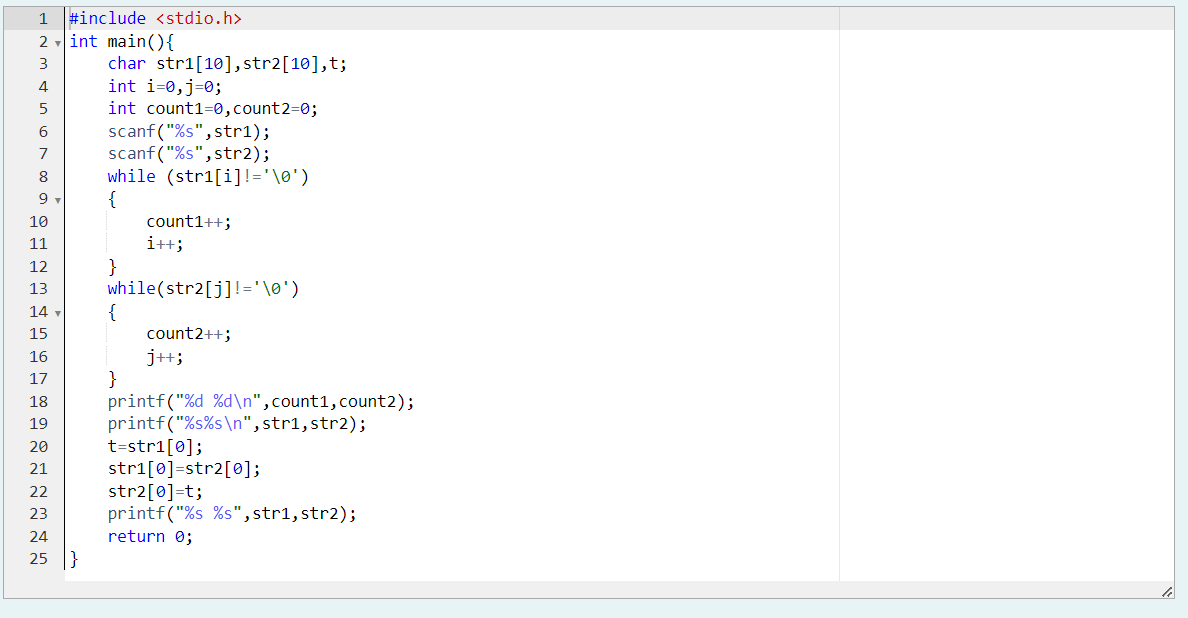 1 #include <stdio.h>
2 int main(){
3 char str1[10],str2[10],t;
4 int i=0,j=0;
5 int count1=0,count2=0;
6 scanf("%s",str1);
7 scanf("%s",str2);
8 while (str1[i]!='\0')
9 {
10 count1++;
11 i++;
12 }
13 while(str2[j]!='\0')
14 {
15 count2++;
16 j++;
17 }
18 printf("%d %d\n",count1,count2);
19 printf("%s%s\n",str1,str2);
20 t=str1[0];
21 str1[0]=str2[0];
22 str2[0]=t;
23 printf("%s %s",str1,str2);
24 return 0;
25 }